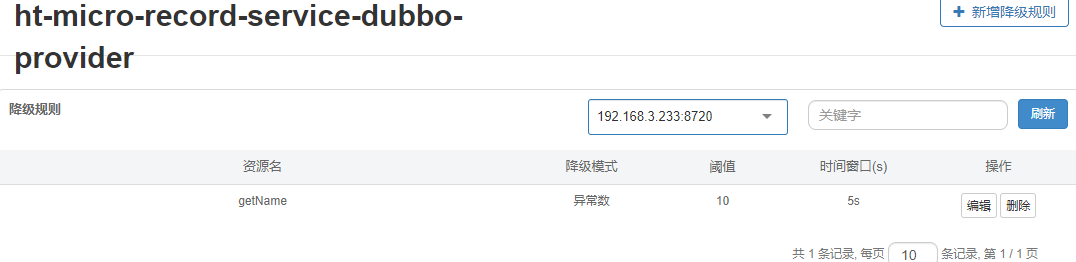 ht-micro-record-service-dubbo-
provider
+ 新增降级规则
降级规则
192.168.3.233:8720
关键字
刷新
资源名 降级模式 阈值 时间窗口(s) 操作
getName 异常数 10 5s 编辑 删除
共 1 条记录, 每页 10 条记录, 第 1 / 1 页